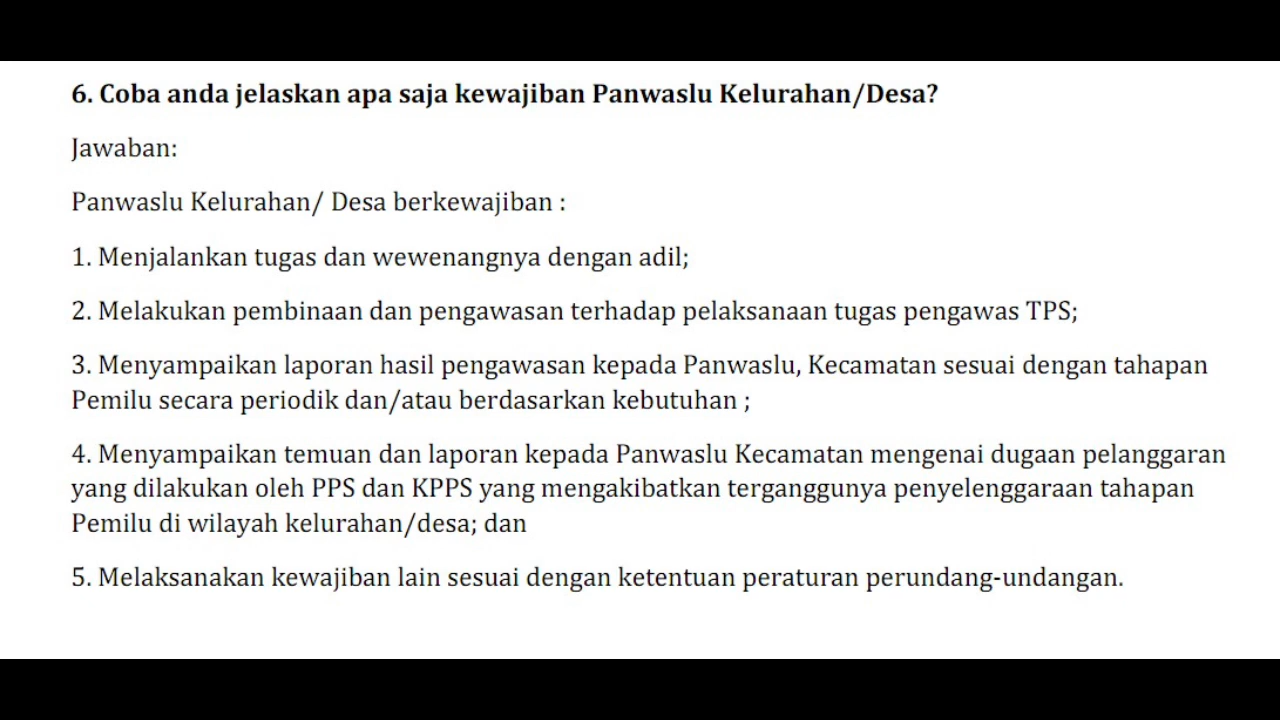 6. Coba anda jelaskan apa saja kewajiban Panwaslu Kelurahan/Desa?
Jawaban:
Panwaslu Kelurahan/ Desa berkewajiban :
1. Menjalankan tugas dan wewenangnya dengan adil;
2. Melakukan pembinaan dan pengawasan terhadap pelaksanaan tugas pengawas TPS;
3. Menyampaikan laporan hasil pengawasan kepada Panwaslu, Kecamatan sesuai dengan tahapan
Pemilu secara periodik dan/atau berdasarkan kebutuhan ;
4. Menyampaikan temuan dan laporan kepada Panwaslu Kecamatan mengenai dugaan pelanggaran
yang dilakukan oleh PPS dan KPPS yang mengakibatkan terganggunya penyelenggaraan tahapan
Pemilu di wilayah kelurahan/desa; dan
5. Melaksanakan kewajiban lain sesuai dengan ketentuan peraturan perundang-undangan.